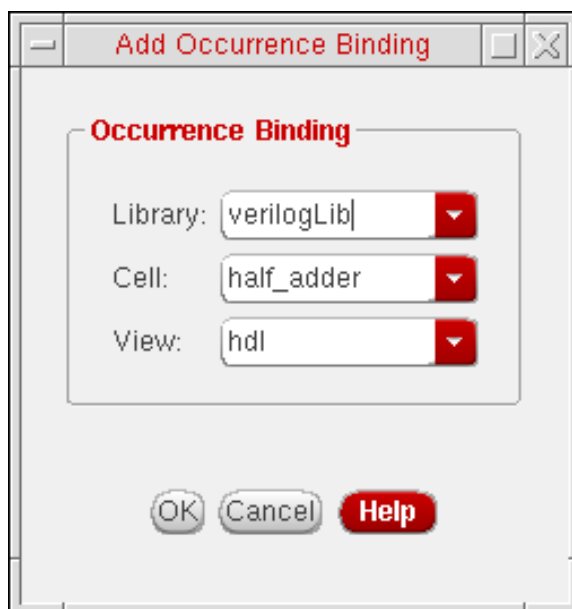 Add Occurrence Binding
Occurrence Binding
Library: verilogLib
Cell: half_adder
View: hdl
OK Cancel Help